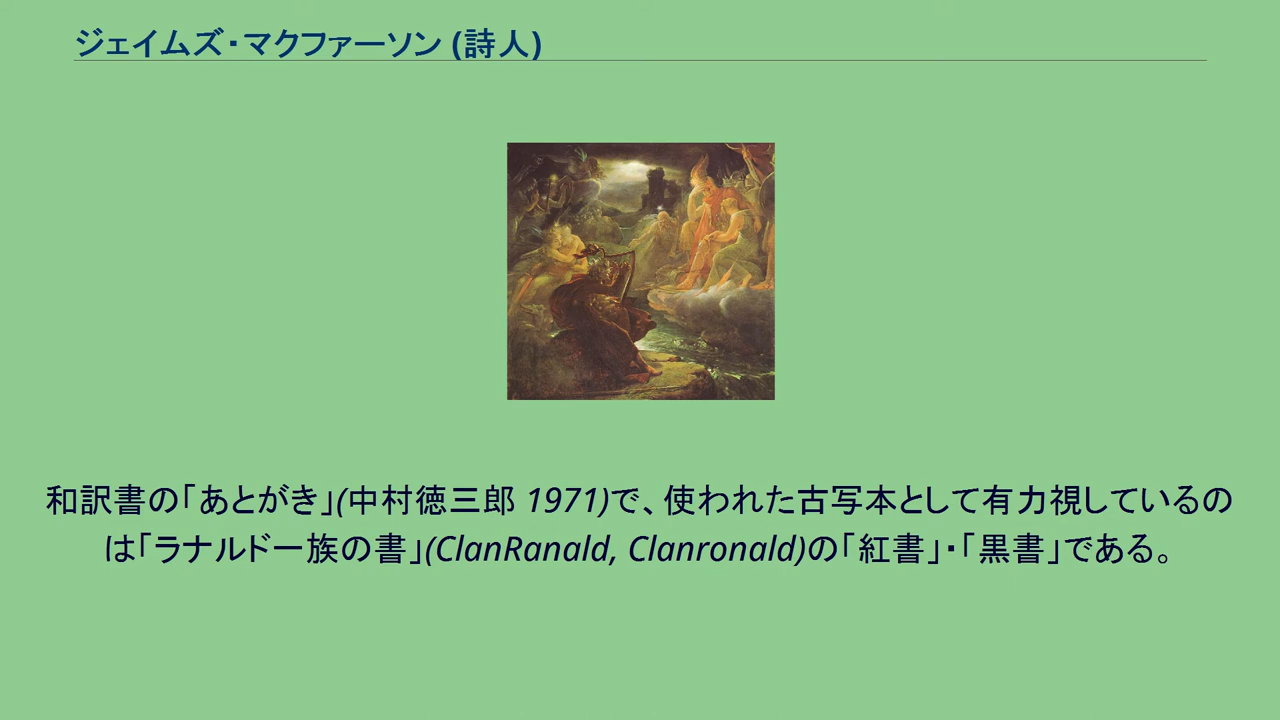 ジェイムズ・マクファーソン (詩人)
和訳書の「あとがき」(中村徳三郎 1971)で、使われた古写本として有力視しているの
は「ラナルドー族の書」(ClanRanald, Clanronald)の「紅書」・「黒書」である。